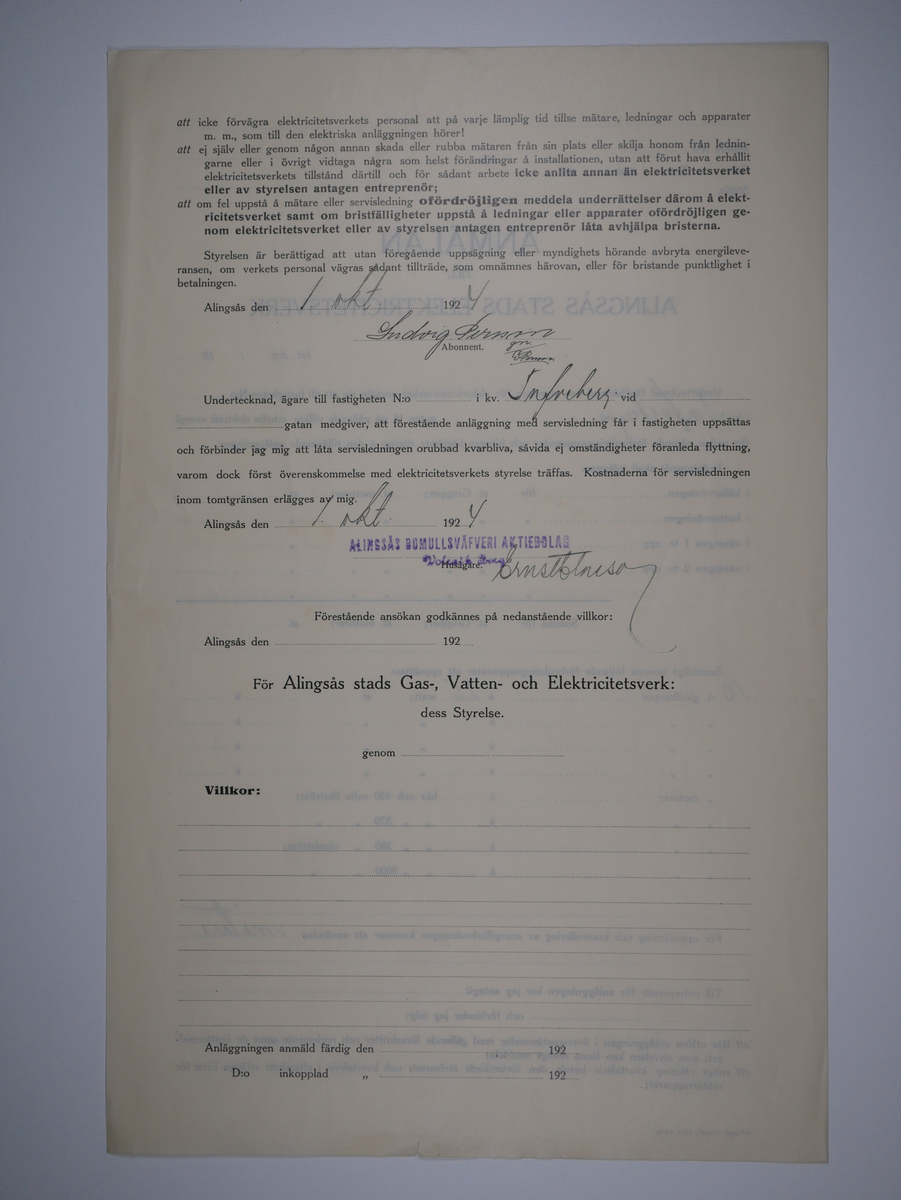 att icke förvägra elektricitetsverkets personal att på varje lämplig tid tillse mätare, ledningar och apparater
m. m., som till den elektriska anläggningen hörer!
att ej själv eller genom någon annan skada eller rubba mätaren från sin plats eller skilja honom från lednin-
garne eller i övrigt vidtaga några som helst förändringar å installationen, utan att förut hava erhållit
elektricitetsverkets tillstånd därtill och för sådant arbete icke anlita annan än elektricitetsverket
eller av styrelsen antagen entreprenör;
att om fel uppstå å mätare eller servisledning ofördröjligen meddela underrättelser därom å elekt-
ricitetsverket samt om bristfälligheter uppstå å ledningar eller apparater ofördröjligen ge-
nom elektricitetsverket eller av styrelsen antagen entreprenör låta avhjälpa bristerna.
Styrelsen är berättigad att utan föregående uppsägning eller myndighets hörande avbryta energileve-
ransen, om verkets personal vägras sådant tillträde, som omnämnes härovan, eller för bristande punktlighet i
betalningen.
Alingsås den 1 okt. 1924
Ludvig Person
Abonnent.
Undertecknad, ägare till fastigheten N:o i kv. vid
gatan medgiver, att förestående anläggning med servisledning får i fastigheten uppsättas
och förbinder jag mig att låta servisledningen orubbad kvarbliva, såvida ej omständigheter föranleda flyttning,
varom dock först överenskommelse med elektricitetsverkets styrelse träffas. Kostnaderna för servisledningen
inom tomtgränsen erlägges av mig.
Alingsås den 1. okt. 1924
ALINGSÅS BOMULLSVÄFVERI AKTIEBOLAG
Husägare.
Förestående ansökan godkännes på nedanstående villkor:
Alingsås den 192
För Alingsås stads Gas-, Vatten- och Elektricitetsverk:
dess Styrelse.
genom
Villkor:
Anläggningen anmäld färdig den 192
D:o inkopplad „ 192